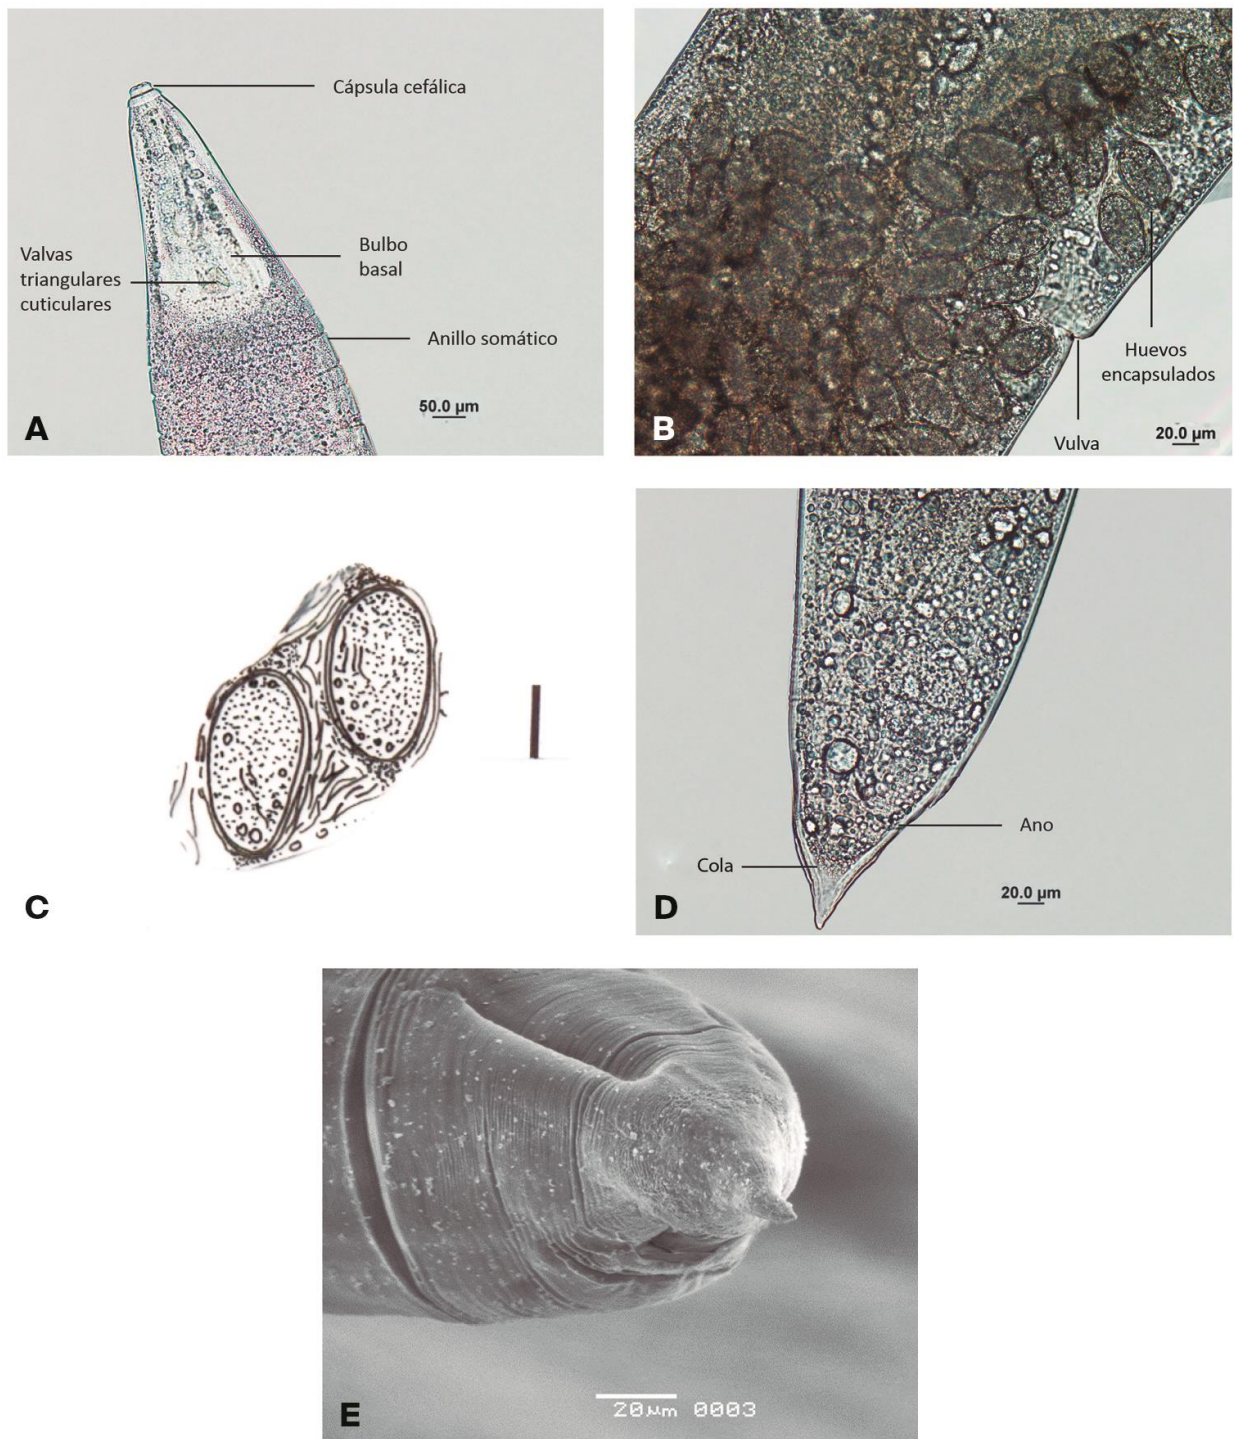 Cápsula cefálica
Valvas
triangulares
cuticulares
Bulbo
basal
Anillo somático
50.0 µm
A
Huevos
encapsulados
Vulva
20.0 µm
B
C
Ano
Cola
20.0 µm
D
20µm 0003
E